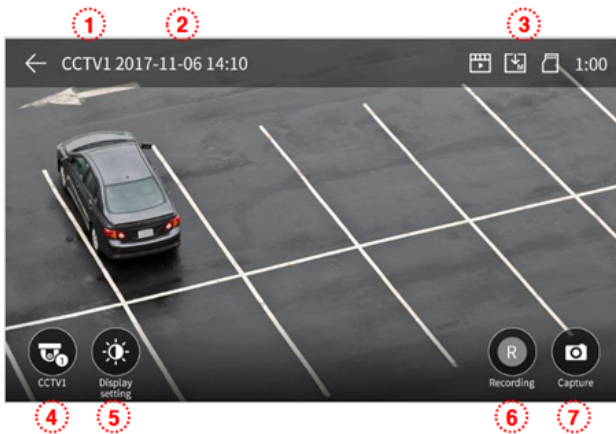 1
2
3
CCTV1 2017-11-06 14:10
M
1:00
1
R
CCTV1
Display
setting
Recording
Capture
4
5
6
7